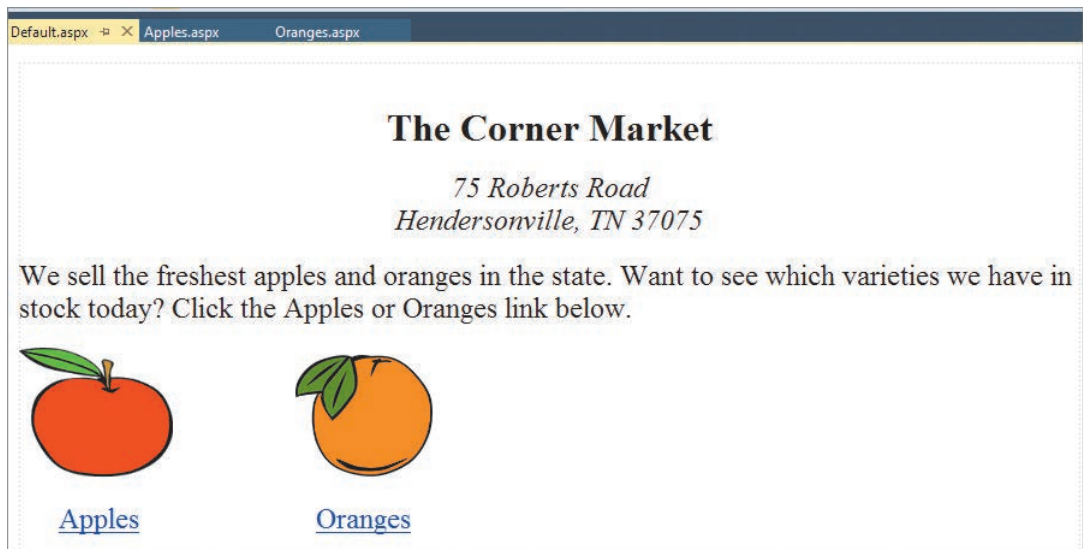 Default.aspx Apples.aspx Oranges.aspx
The Corner Market
75 Roberts Road
Hendersonville, TN 37075
We sell the freshest apples and oranges in the state. Want to see which varieties we have in
stock today? Click the Apples or Oranges link below.
Apples Oranges